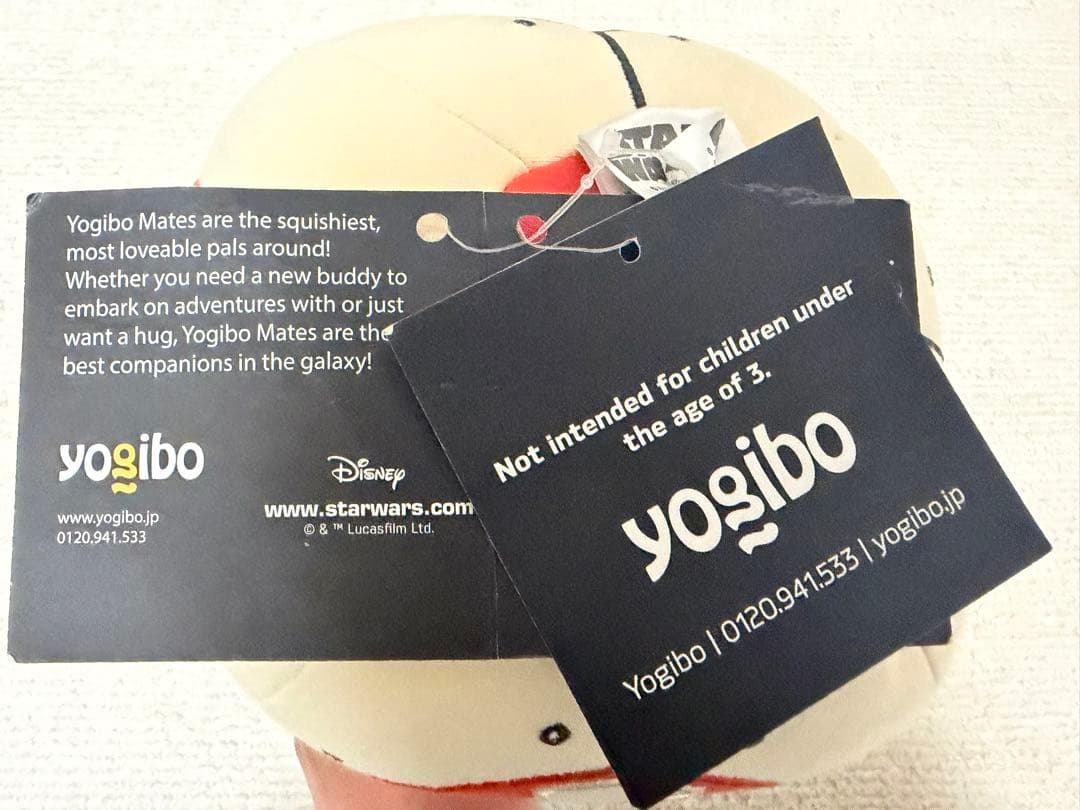 STAR
WARS
Yogibo Mates are the squishiest,
most loveable pals around!
Whether you need a new buddy to
embark on adventures with or just
want a hug, Yogibo Mates are the
best companions in the galaxy!
yogibo
www.yogibo.jp
0120.941.533
Disney
www.starwars.com
© & ™ Lucasfilm Ltd.
Not intended for children under
the age of 3.
yogibo
Yogibo | 0120.941.533 | yogibo.jp